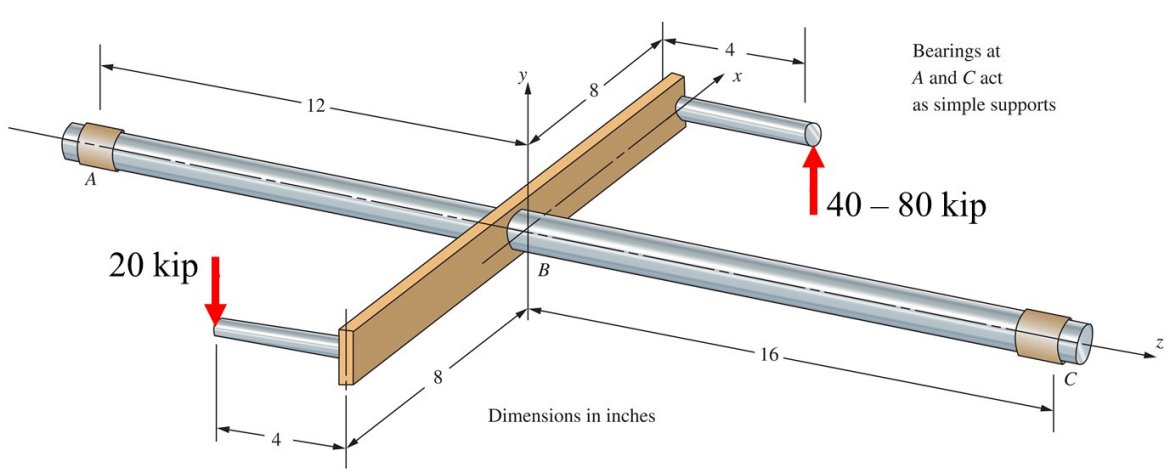 4
y
x
8
12
Bearings at
A and C act
as simple supports
A
40 – 80 kip
20 kip
B
16
z
C
8
Dimensions in inches
4